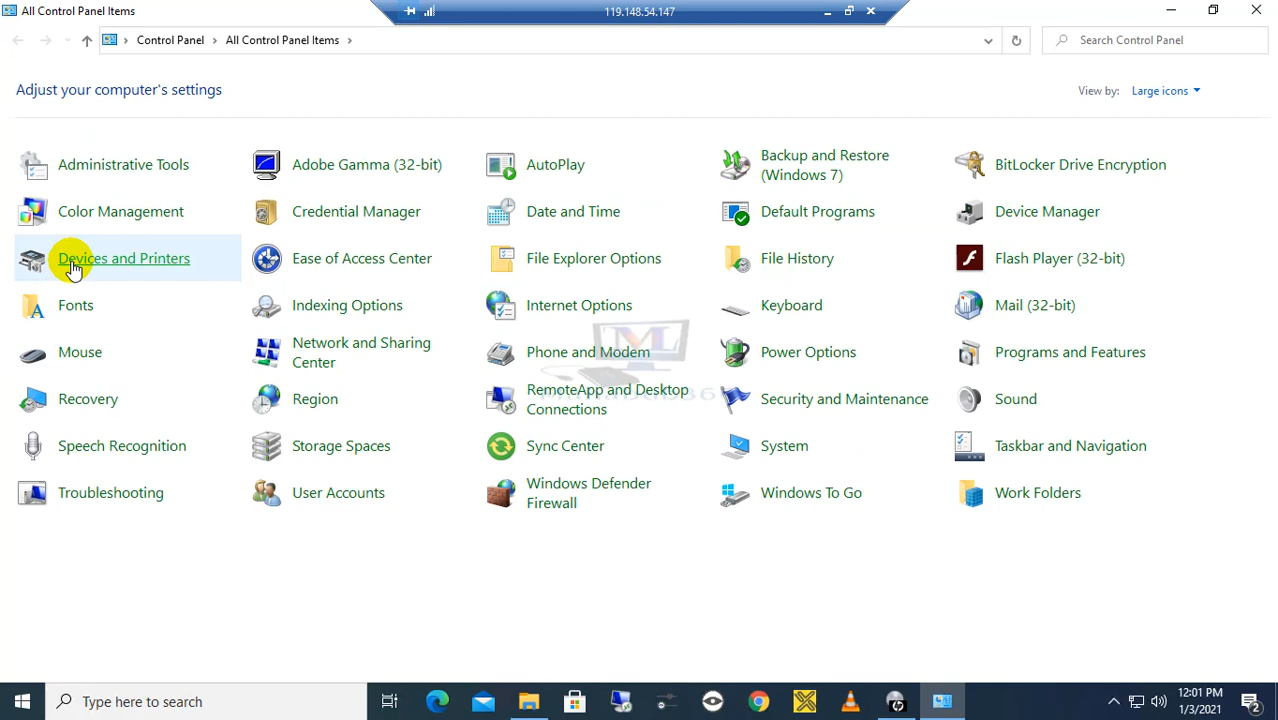 All Control Panel Items
119.148.54.147
Control Panel > All Control Panel Items >
Search Control Panel
Adjust your computer's settings
View by: Large icons
Administrative Tools
Adobe Gamma (32-bit)
AutoPlay
Backup and Restore
(Windows 7)
BitLocker Drive Encryption
Color Management
Credential Manager
Date and Time
Default Programs
Device Manager
Devices and Printers
Ease of Access Center
File Explorer Options
File History
Flash Player (32-bit)
Fonts
Indexing Options
Internet Options
Keyboard
Mail (32-bit)
Mouse
Network and Sharing
Center
Phone and Modem
Power Options
Programs and Features
Recovery
Region
RemoteApp and Desktop
Connections
Security and Maintenance
Sound
Speech Recognition
Storage Spaces
Sync Center
System
Taskbar and Navigation
Troubleshooting
User Accounts
Windows Defender
Firewall
Windows To Go
Work Folders
Type here to search
12:01 PM
1/3/2021
2